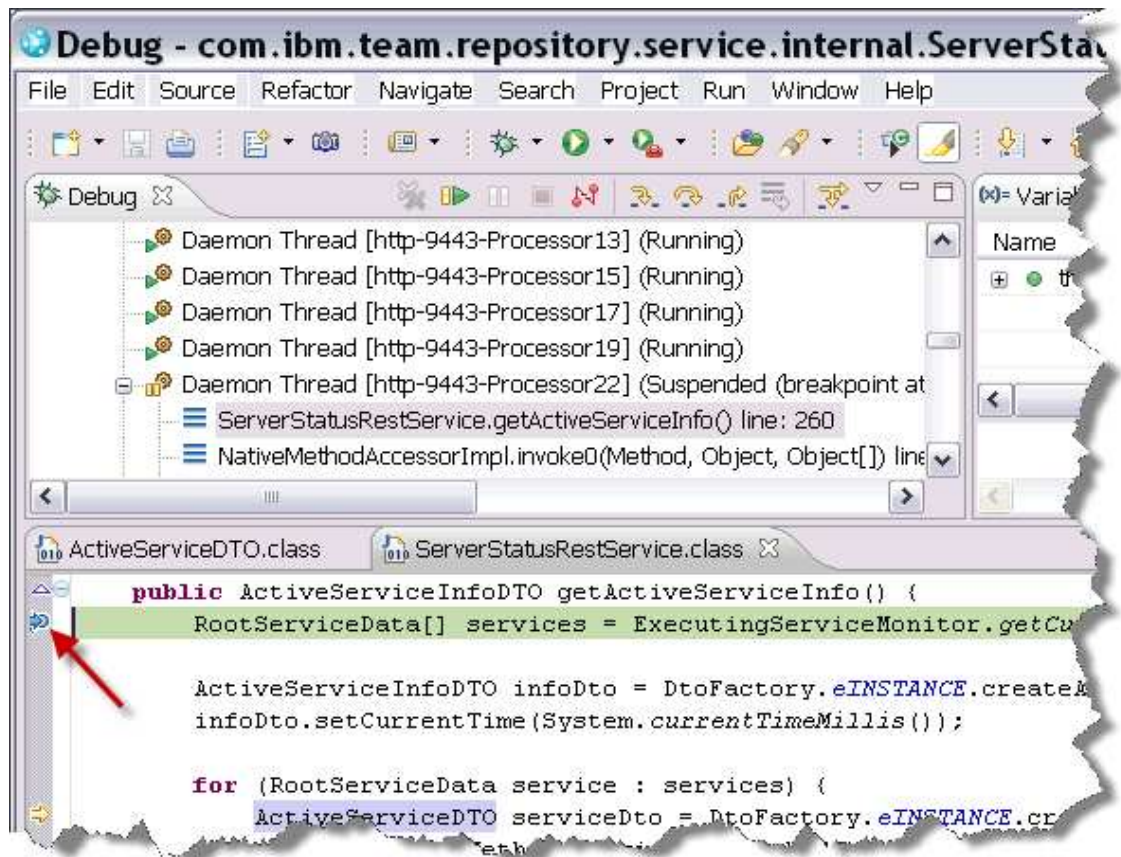 Debug - com.ibm.team.repository.service.internal.ServerStat
File Edit Source Refactor Navigate Search Project Run Window Help
Debug
(x)= Variab
Daemon Thread [http-9443-Processor13] (Running)
Name
Daemon Thread [http-9443-Processor15] (Running)
th
Daemon Thread [http-9443-Processor17] (Running)
Daemon Thread [http-9443-Processor19] (Running)
Daemon Thread [http-9443-Processor22] (Suspended (breakpoint at
ServerStatusRestService.getActiveServiceInfo() line: 260
NativeMethodAccessorImpl.invoke0(Method, Object, Object[]) line
ActiveServiceDTO.class ServerStatusRestService.class
public ActiveServiceInfoDTO getActiveServiceInfo() {
RootServiceData[] services = ExecutingServiceMonitor.getCu
ActiveServiceInfoDTO infoDto = DtoFactory.eINSTANCE.createA
infoDto.setCurrentTime(System.currentTimeMillis());
for (RootServiceData service : services) {
ActiveServiceDTO serviceDto = DtoFactory.eINSTANCE.cr